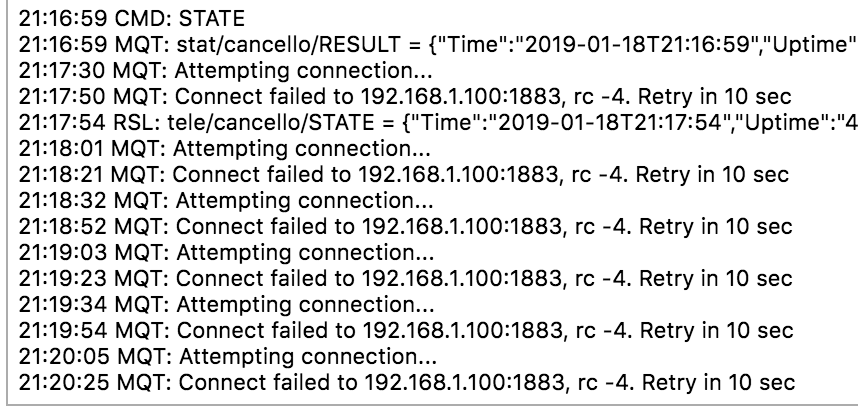 21:16:59 CMD: STATE
21:16:59 MQT: stat/cancello/RESULT = {"Time":"2019-01-18T21:16:59","Uptime"
21:17:30 MQT: Attempting connection...
21:17:50 MQT: Connect failed to 192.168.1.100:1883, rc -4. Retry in 10 sec
21:17:54 RSL: tele/cancello/STATE = {"Time":"2019-01-18T21:17:54","Uptime":"4
21:18:01 MQT: Attempting connection...
21:18:21 MQT: Connect failed to 192.168.1.100:1883, rc -4. Retry in 10 sec
21:18:32 MQT: Attempting connection...
21:18:52 MQT: Connect failed to 192.168.1.100:1883, rc -4. Retry in 10 sec
21:19:03 MQT: Attempting connection...
21:19:23 MQT: Connect failed to 192.168.1.100:1883, rc -4. Retry in 10 sec
21:19:34 MQT: Attempting connection...
21:19:54 MQT: Connect failed to 192.168.1.100:1883, rc -4. Retry in 10 sec
21:20:05 MQT: Attempting connection...
21:20:25 MQT: Connect failed to 192.168.1.100:1883, rc -4. Retry in 10 sec